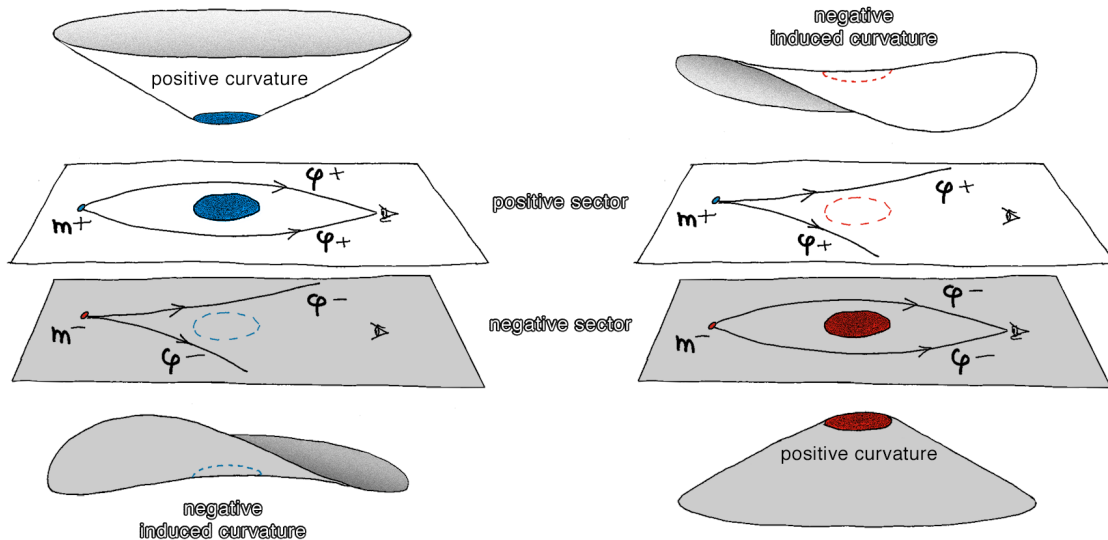 negative
induced curvature
positive curvature
φ+
φ+
m+
φ+
m+
φ+
positive sector
φ-
φ-
negative sector
m-
φ-
m-
φ-
positive curvature
negative
induced curvature